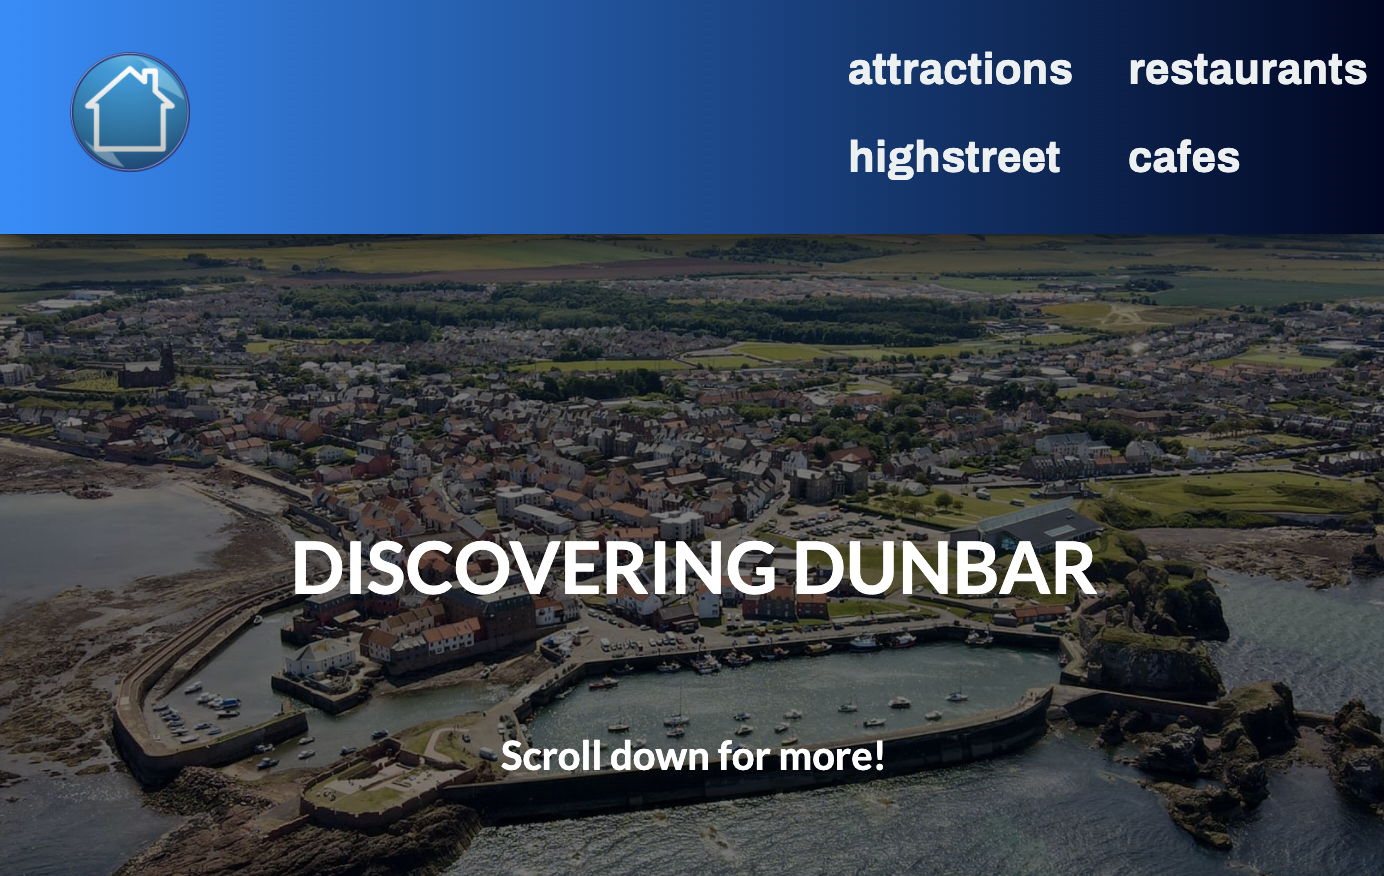 attractions restaurants
highstreet cafes
DISCOVERING DUNBAR
Scroll down for more!